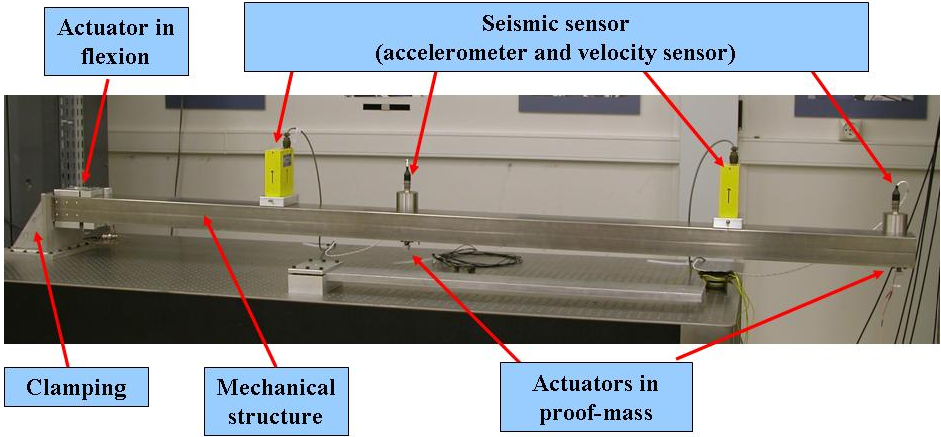 Actuator in
flexion
Seismic sensor
(accelerometer and velocity sensor)
Clamping
Mechanical
structure
Actuators in
proof-mass